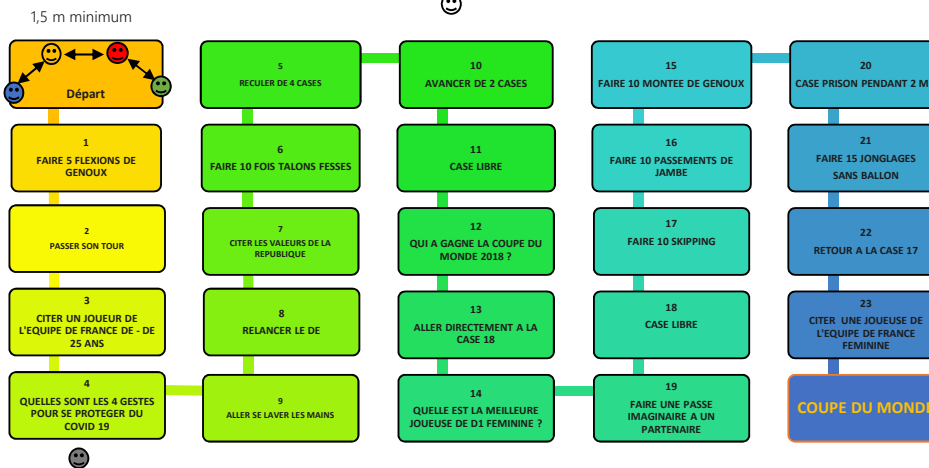 1,5 m minimum
Départ
1
FAIRE 5 FLEXIONS DE
GENOUX
2
PASSER SON TOUR
3
CITER UN JOUEUR DE
L'EQUIPE DE FRANCE DE - DE
25 ANS
4
QUELLES SONT LES 4 GESTES
POUR SE PROTEGER DU
COVID 19
5
RECULER DE 4 CASES
6
FAIRE 10 FOIS TALONS FESSES
7
CITER LES VALEURS DE LA
REPUBLIQUE
8
RELANCER LE DE
9
ALLER SE LAVER LES MAINS
10
AVANCER DE 2 CASES
11
CASE LIBRE
12
QUI A GAGNE LA COUPE DU
MONDE 2018 ?
13
ALLER DIRECTEMENT A LA
CASE 18
14
QUELLE EST LA MEILLEURE
JOUEUSE DE D1 FEMININE ?
15
FAIRE 10 MONTEE DE GENOUX
16
FAIRE 10 PASSEMENTS DE
JAMBE
17
FAIRE 10 SKIPPING
18
CASE LIBRE
19
FAIRE UNE PASSE
IMAGINAIRE A UN
PARTENAIRE
20
CASE PRISON PENDANT 2 M
21
FAIRE 15 JONGLAGES
SANS BALLON
22
RETOUR A LA CASE 17
23
CITER UNE JOUEUSE DE
L'EQUIPE DE FRANCE
FEMININE
COUPE DU MONDE